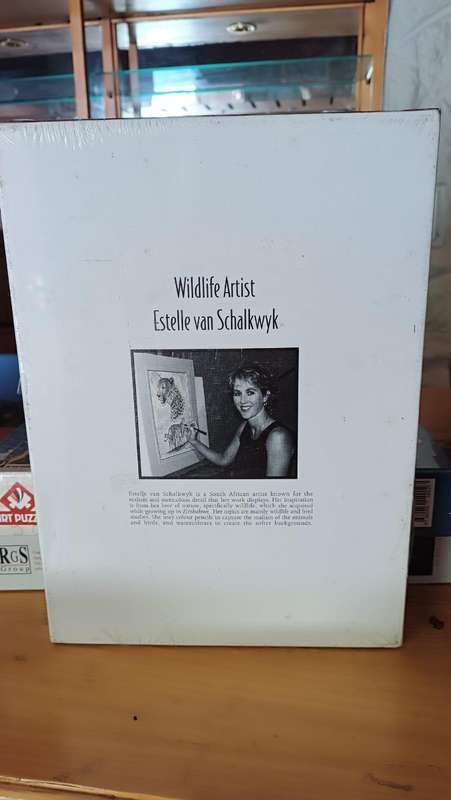 Wildlife Artist
Estelle van Schalkwyk
Estelle van Schalkwyk is a South African artist known for the
realism and meticulous detail that her work displays. Her inspiration
is from her love of nature, specifically wildlife, which she acquired
while growing up in Zimbabwe. Her topics are mainly wildlife and bird
studies. She uses colour pencils to capture the realism of the animals
and birds, and watercolours to create the softer backgrounds.
ART PUZZ
RGS
Group